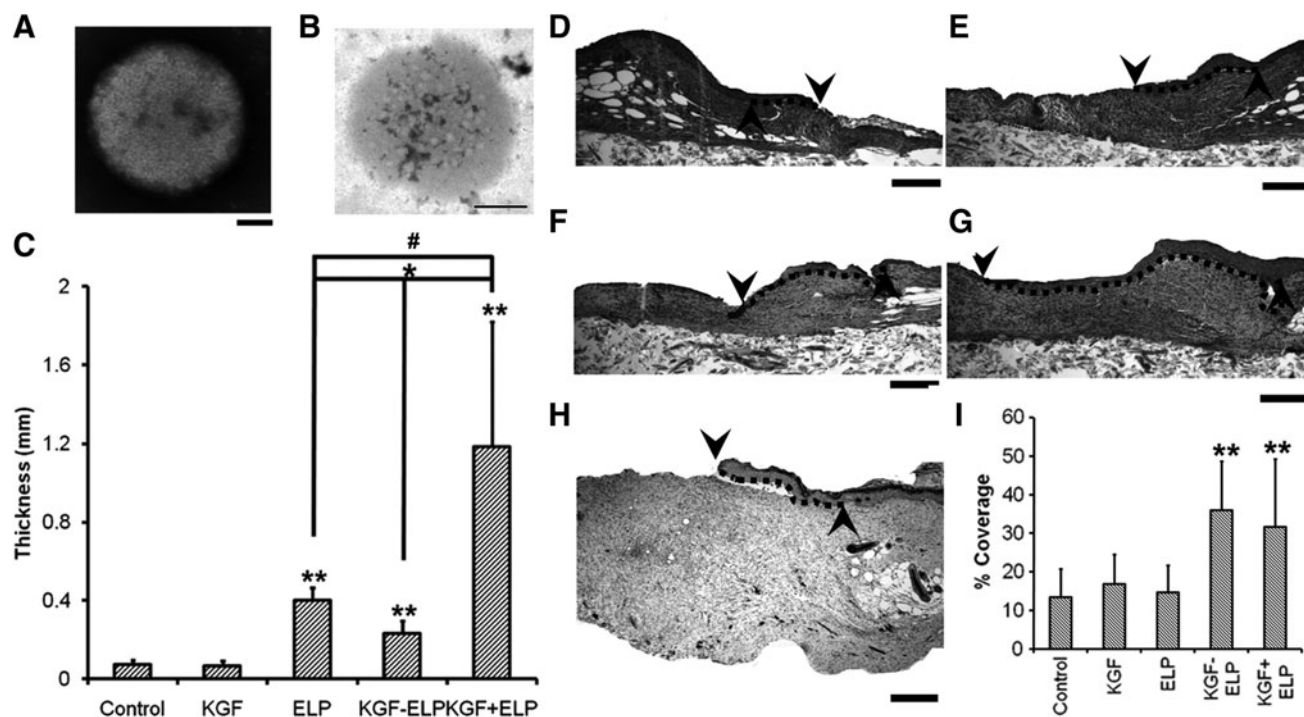 A
B
C
#
*
2
**
1.6
1.2
Thickness (mm)
0.8
**
0.4
**
0
Control KGF ELP KGF-ELP KGF+ELP
D
E
F
G
H
I
60
** **
50
40
% Coverage
30
20
10
0
Control
KGF
ELP
KGF-
ELP
KGF+
ELP